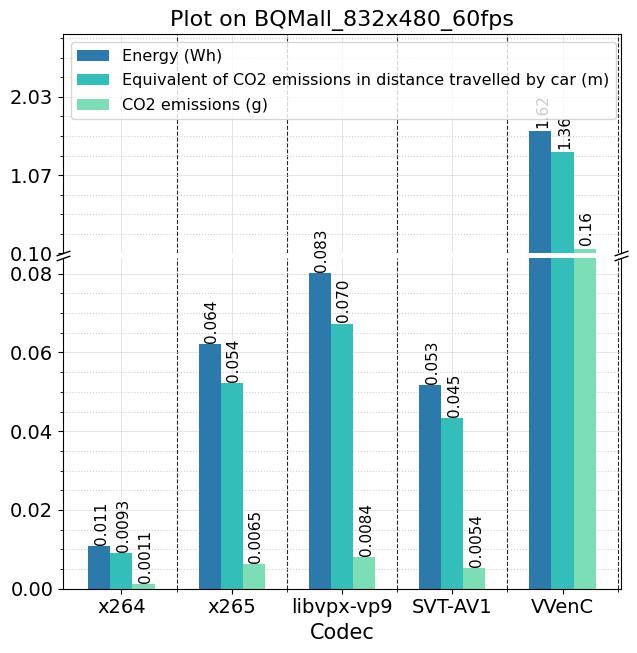 Plot on BQMall_832x480_60fps
Energy (Wh)
Equivalent of CO2 emissions in distance travelled by car (m)
CO2 emissions (g)
2.03
1.07
0.10
0.08
0.06
0.04
0.02
0.00
0.011
0.0093
0.0011
0.064
0.054
0.0065
0.083
0.070
0.0084
0.053
0.045
0.0054
1.62
1.36
0.16
x264
x265
libvpx-vp9
SVT-AV1
VVenC
Codec